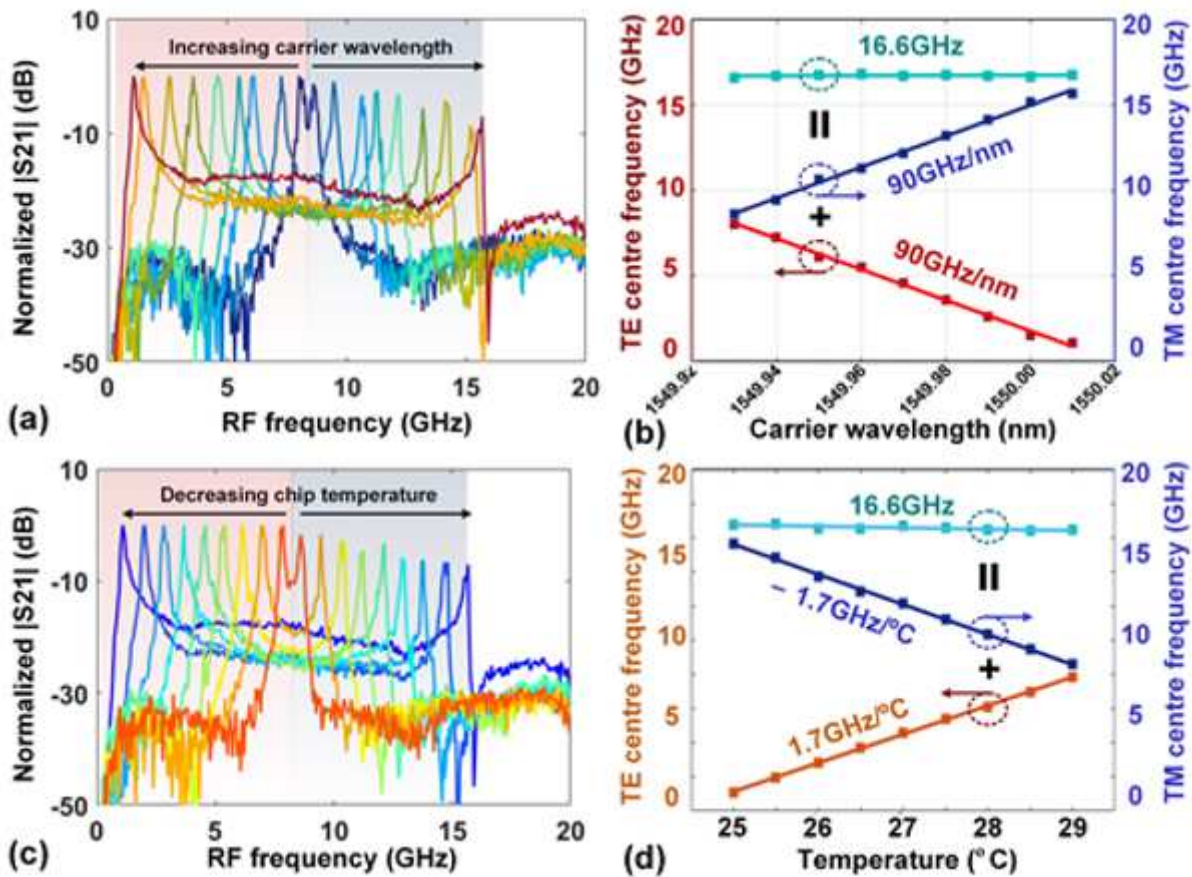 10
-10
-30
-50
Normalized |S21| (dB)
Increasing carrier wavelength
0
5
10
15
20
RF frequency (GHz)
(a)
20
15
10
5
0
TE centre frequency (GHz)
16.6GHz
||
90GHz/nm
+
90GHz/nm
20
15
10
5
0
TM centre frequency (GHz)
1549.92
1549.94
1549.96
1549.98
1550.00
1550.02
Carrier wavelength (nm)
(b)
10
-10
-30
-50
Normalized |S21| (dB)
Decreasing chip temperature
0
5
10
15
20
RF frequency (GHz)
(c)
20
15
10
5
0
TE centre frequency (GHz)
16.6GHz
||
– 1.7GHz/°C
+
1.7GHz/°C
20
15
10
5
0
TM centre frequency (GHz)
25
26
27
28
29
Temperature (°C)
(d)